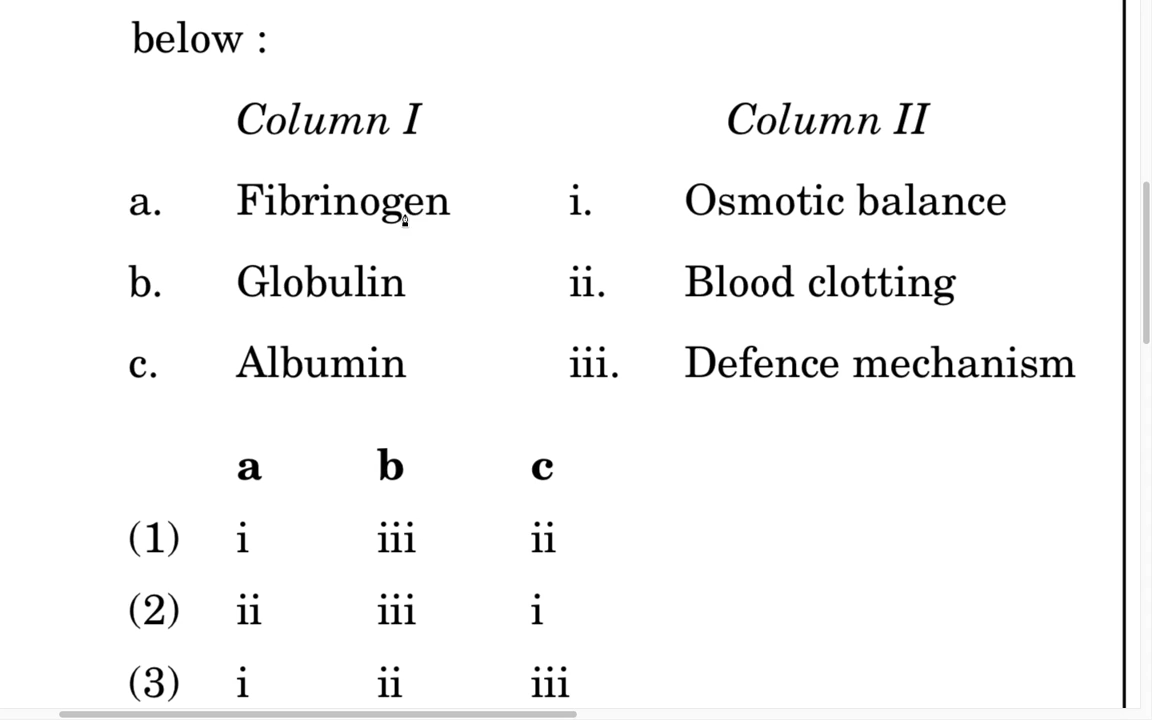 below :
Column I Column II
a. Fibrinogen i. Osmotic balance
b. Globulin ii. Blood clotting
c. Albumin iii. Defence mechanism
a b c
(1) i iii ii
(2) ii iii i
(3) i ii iii